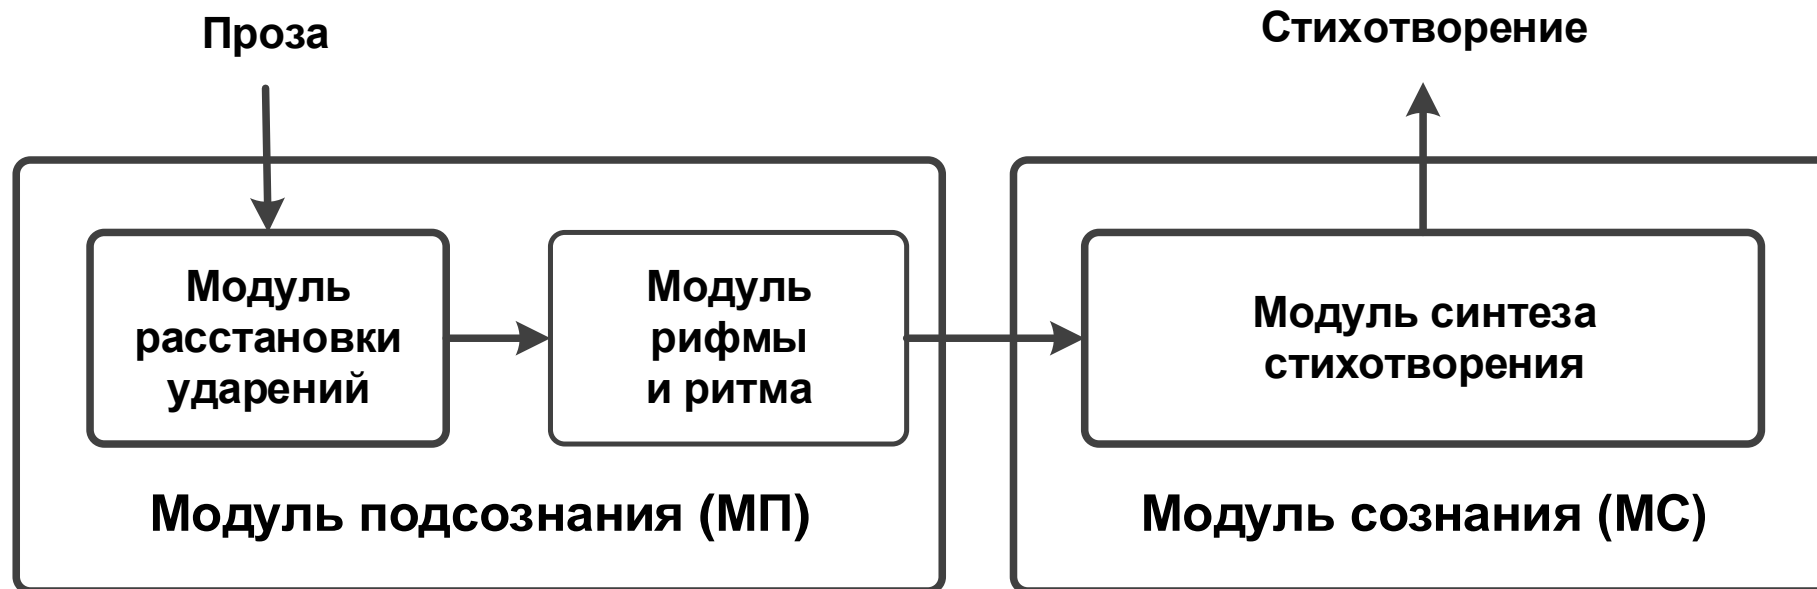 Проза
Стихотворение
Модуль
расстановки
ударений
Модуль
рифмы
и ритма
Модуль синтеза
стихотворения
Модуль подсознания (МП)
Модуль сознания (МС)